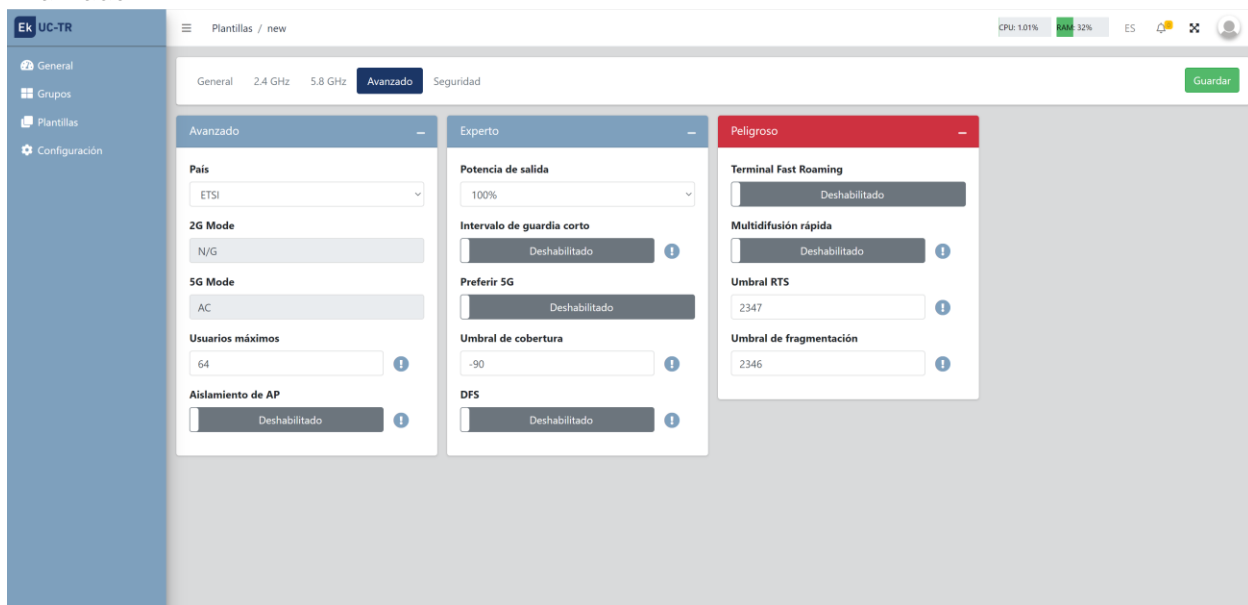 Ek UC-TR
Plantillas / new
CPU: 1.01%
RAM: 32%
ES
General
Grupos
Plantillas
Configuración
General
2.4 GHz
5.8 GHz
Avanzado
Seguridad
Guardar
Avanzado
País
ETSI
2G Mode
N/G
5G Mode
AC
Usuarios máximos
64
Aislamiento de AP
Deshabilitado
Experto
Potencia de salida
100%
Intervalo de guardia corto
Deshabilitado
Preferir 5G
Deshabilitado
Umbral de cobertura
-90
DFS
Deshabilitado
Peligroso
Terminal Fast Roaming
Deshabilitado
Multidifusión rápida
Deshabilitado
Umbral RTS
2347
Umbral de fragmentación
2346